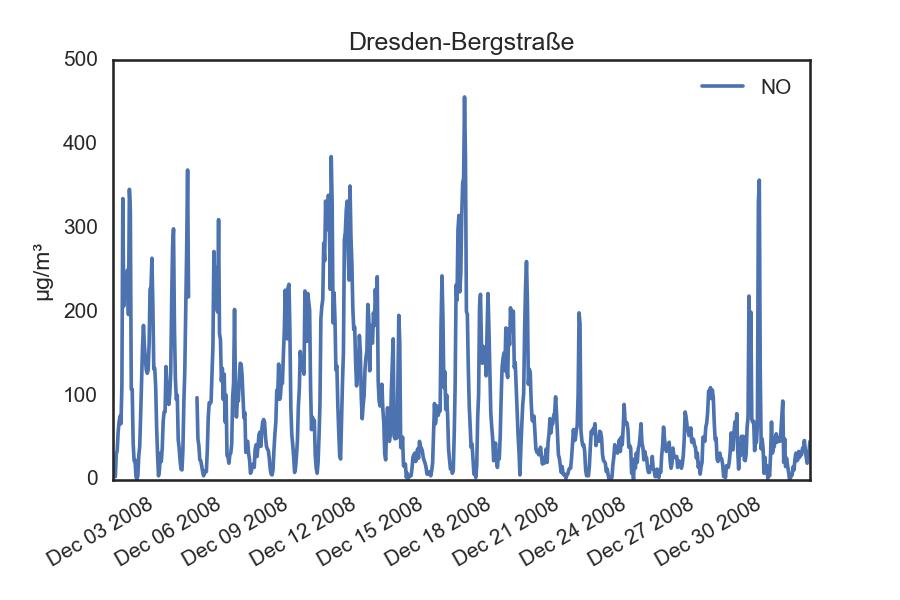 Dresden-Bergstraße
500
400
300
200
100
0
µg/m³
NO
Dec 03 2008
Dec 06 2008
Dec 09 2008
Dec 12 2008
Dec 15 2008
Dec 18 2008
Dec 21 2008
Dec 24 2008
Dec 27 2008
Dec 30 2008